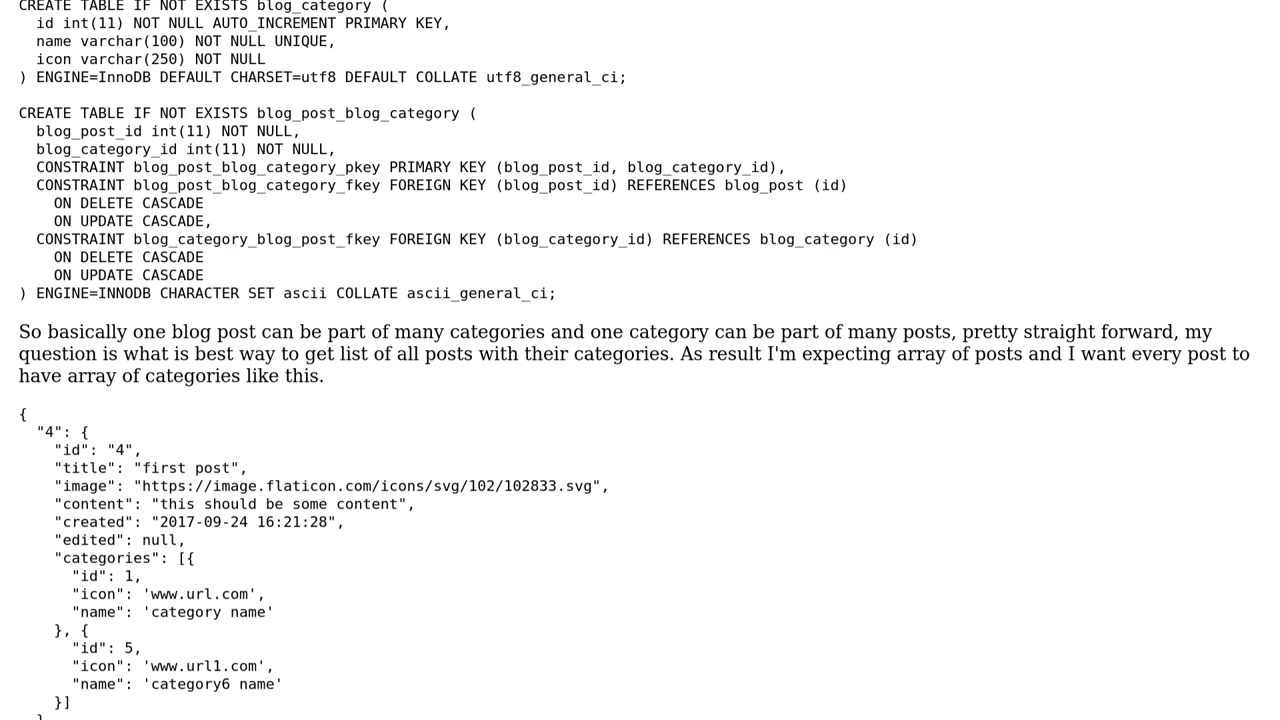 CREATE TABLE IF NOT EXISTS blog_category (
  id int(11) NOT NULL AUTO_INCREMENT PRIMARY KEY,
  name varchar(100) NOT NULL UNIQUE,
  icon varchar(250) NOT NULL
) ENGINE=InnoDB DEFAULT CHARSET=utf8 DEFAULT COLLATE utf8_general_ci;

CREATE TABLE IF NOT EXISTS blog_post_blog_category (
  blog_post_id int(11) NOT NULL,
  blog_category_id int(11) NOT NULL,
  CONSTRAINT blog_post_blog_category_pkey PRIMARY KEY (blog_post_id, blog_category_id),
  CONSTRAINT blog_post_blog_category_fkey FOREIGN KEY (blog_post_id) REFERENCES blog_post (id)
    ON DELETE CASCADE
    ON UPDATE CASCADE,
  CONSTRAINT blog_category_blog_post_fkey FOREIGN KEY (blog_category_id) REFERENCES blog_category (id)
    ON DELETE CASCADE
    ON UPDATE CASCADE
) ENGINE=INNODB CHARACTER SET ascii COLLATE ascii_general_ci;

So basically one blog post can be part of many categories and one category can be part of many posts, pretty straight forward, my
question is what is best way to get list of all posts with their categories. As result I'm expecting array of posts and I want every post to
have array of categories like this.

{
  "4": {
    "id": "4",
    "title": "first post",
    "image": "https://image.flaticon.com/icons/svg/102/102833.svg",
    "content": "this should be some content",
    "created": "2017-09-24 16:21:28",
    "edited": null,
    "categories": [{
      "id": 1,
      "icon": 'www.url.com',
      "name": 'category name'
    }, {
      "id": 5,
      "icon": 'www.url1.com',
      "name": 'category6 name'
    }]
  }